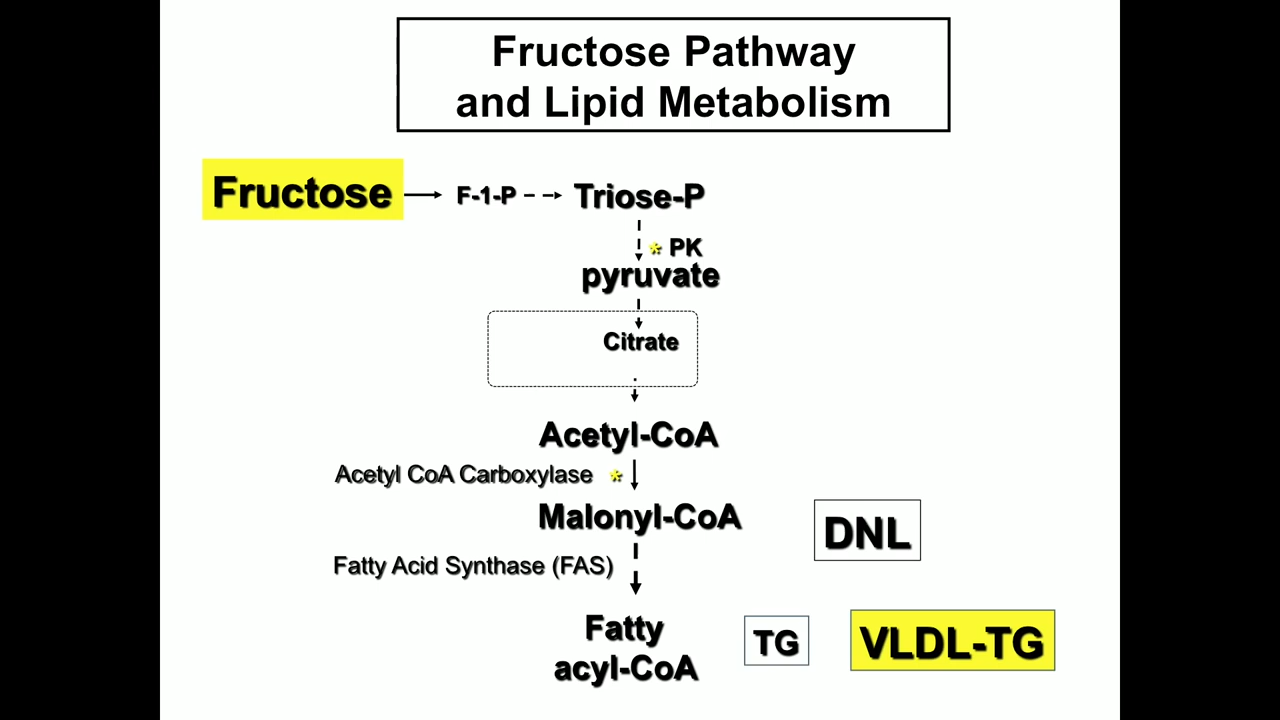 Fructose Pathway
and Lipid Metabolism
Fructose
F-1-P
Triose-P
* PK
pyruvate
Citrate
Acetyl-CoA
Acetyl CoA Carboxylase *
Malonyl-CoA
DNL
Fatty Acid Synthase (FAS)
Fatty
acyl-CoA
TG
VLDL-TG